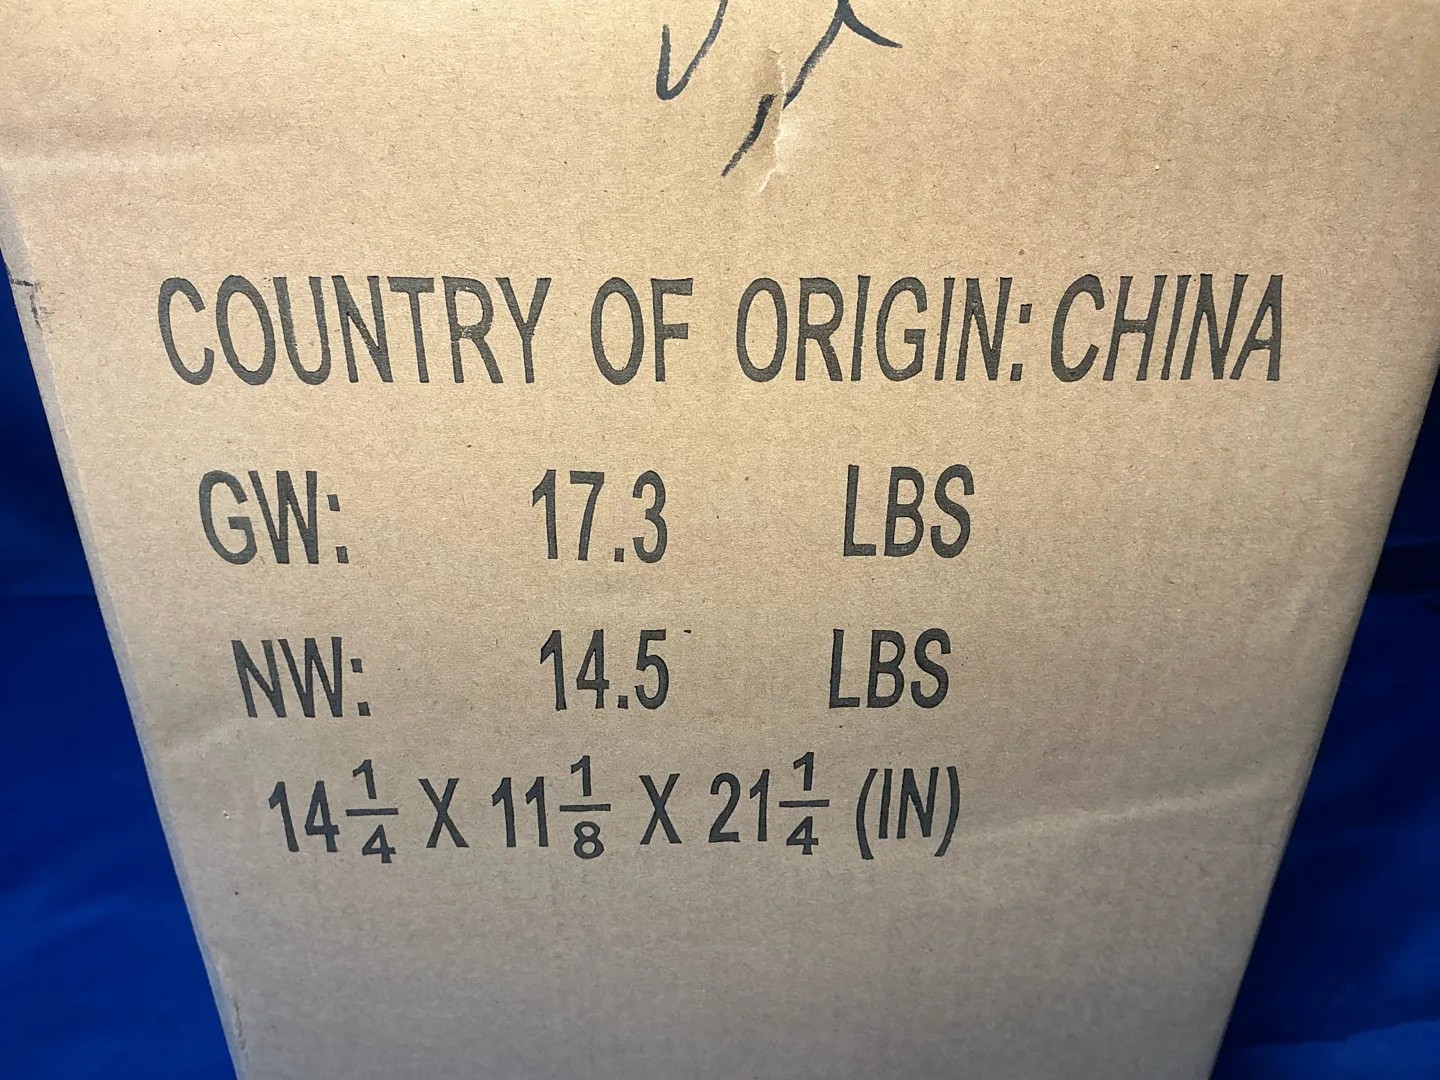 COUNTRY OF ORIGIN: CHINA
GW: 17.3 LBS
NW: 14.5 LBS
14 1/4 X 11 1/8 X 21 1/4 (IN)